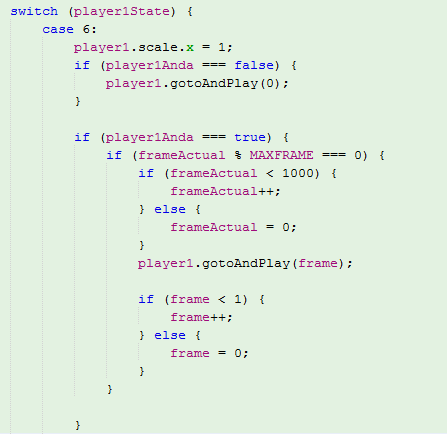 switch (player1State) {
case 6:
player1.scale.x = 1;
if (player1Anda === false) {
player1.gotoAndPlay(0);
}
if (player1Anda === true) {
if (frameActual % MAXFRAME === 0) {
if (frameActual < 1000) {
frameActual++;
} else {
frameActual = 0;
}
player1.gotoAndPlay(frame);
if (frame < 1) {
frame++;
} else {
frame = 0;
}
}
}